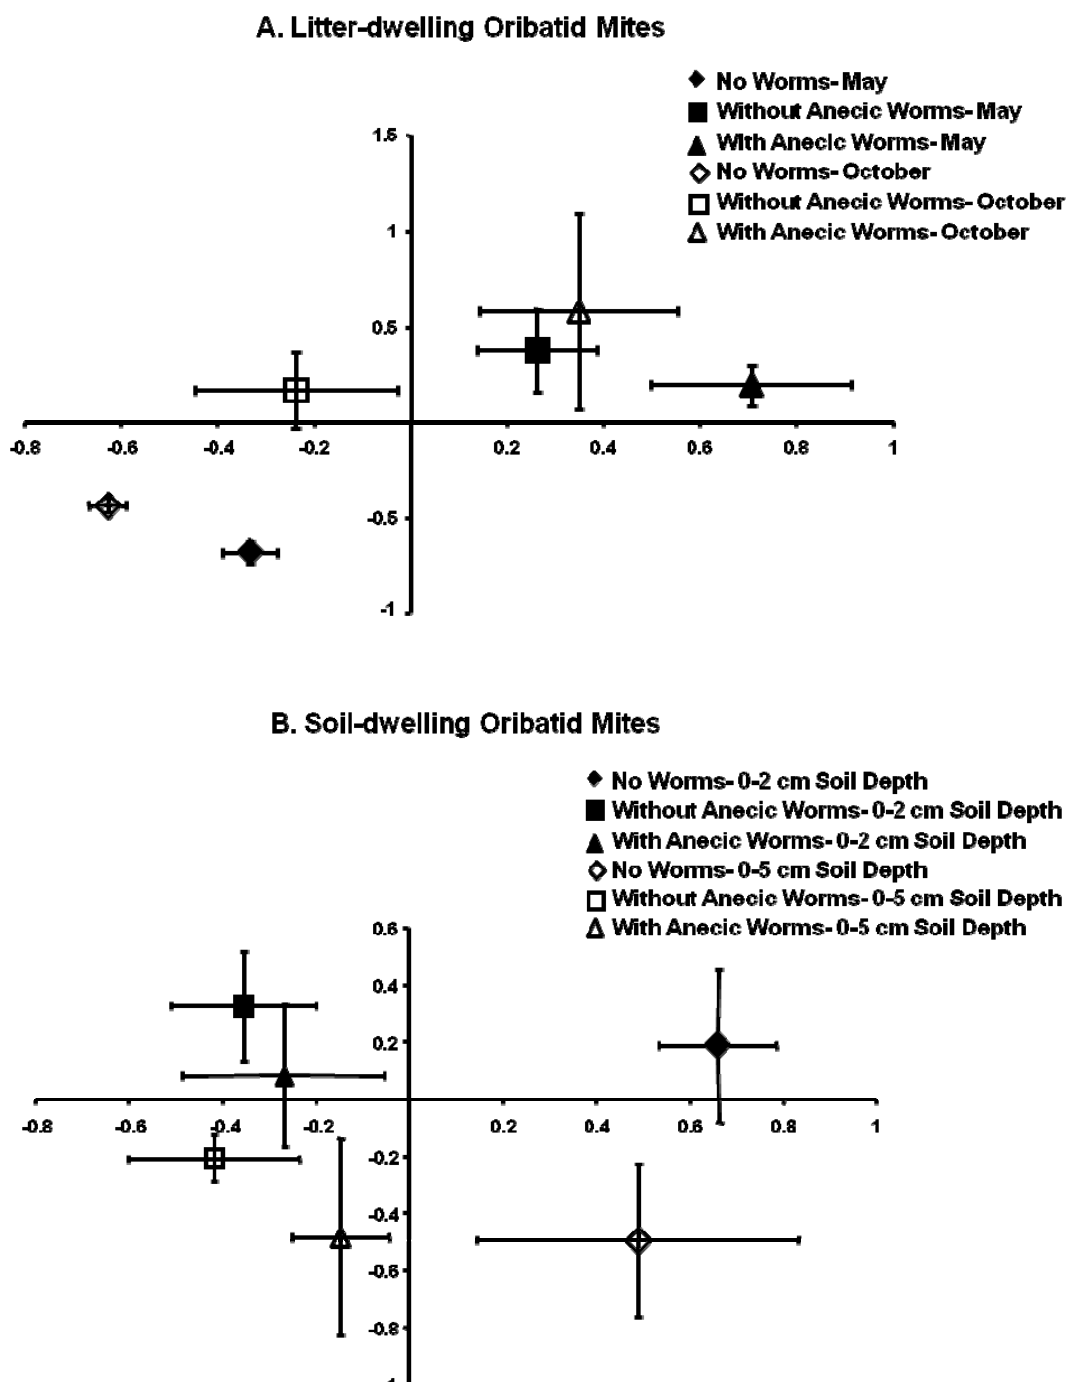 A. Litter-dwelling Oribatid Mites
No Worms- May
Without Anecic Worms- May
With Anecic Worms- May
No Worms- October
Without Anecic Worms- October
With Anecic Worms- October
1.5
1
0.5
-0.8 -0.6 -0.4 -0.2 0.2 0.4 0.6 0.8 1
-0.5
-1
B. Soil-dwelling Oribatid Mites
No Worms- 0-2 cm Soil Depth
Without Anecic Worms- 0-2 cm Soil Depth
With Anecic Worms- 0-2 cm Soil Depth
No Worms- 0-5 cm Soil Depth
Without Anecic Worms- 0-5 cm Soil Depth
With Anecic Worms- 0-5 cm Soil Depth
0.6
0.4
0.2
-0.8 -0.6 -0.4 -0.2 0.2 0.4 0.6 0.8 1
-0.2
-0.4
-0.6
-0.8